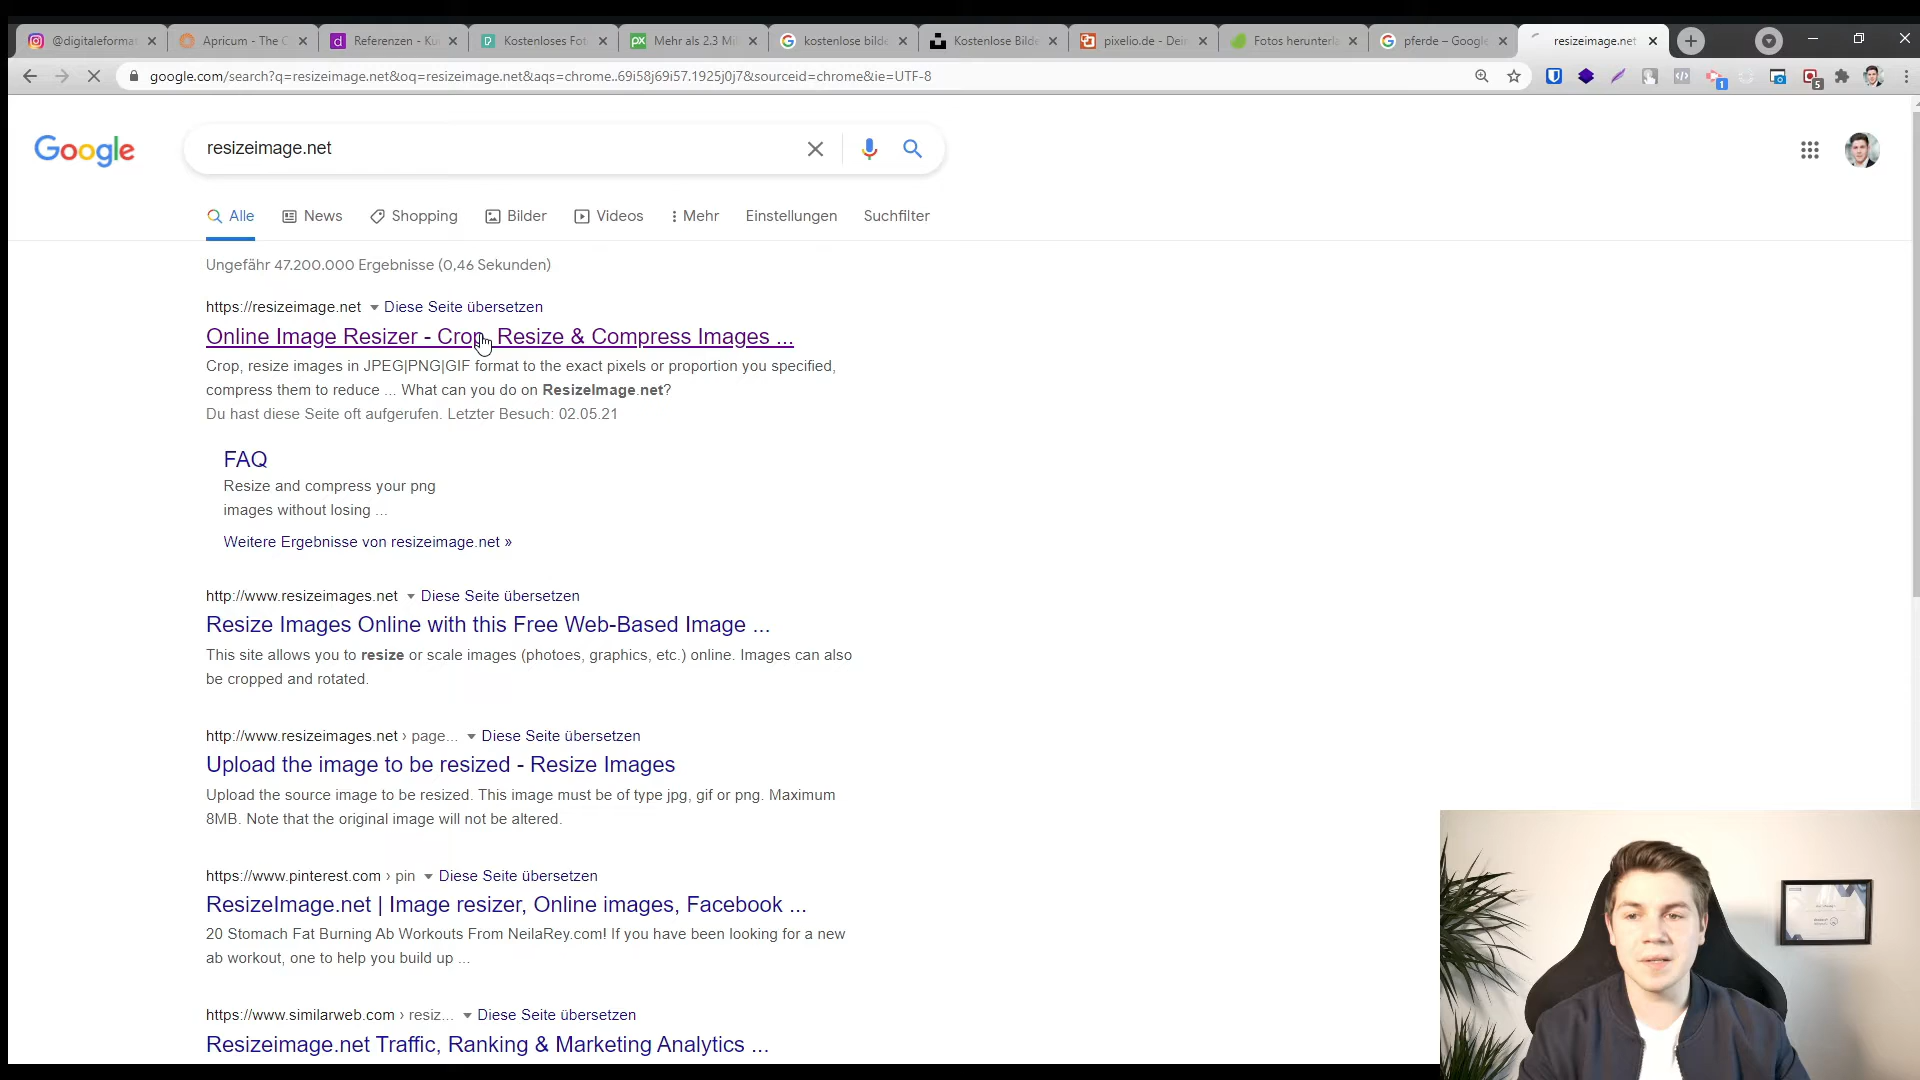 @digitaleformat
Apricum - The C
Referenzen - Kü
Kostenloses Fot
Mehr als 2.3 Mi
kostenlose bilde
Kostenlose Bilde
pixelio.de - Dein
Fotos herunterla
pferde – Google
resizeimage.net
google.com/search?q=resizeimage.net&oq=resizeimage.net&aqs=chrome..69i58j69i57.1925j0j7&sourceid=chrome&ie=UTF-8
1
5
Google
resizeimage.net
Alle
News
Shopping
Bilder
Videos
Mehr
Einstellungen
Suchfilter
Ungefähr 47.200.000 Ergebnisse (0,46 Sekunden)
https://resizeimage.net Diese Seite übersetzen
Online Image Resizer - Crop, Resize & Compress Images ...
Crop, resize images in JPEG|PNG|GIF format to the exact pixels or proportion you specified,
compress them to reduce ... What can you do on ResizeImage.net?
Du hast diese Seite oft aufgerufen. Letzter Besuch: 02.05.21
FAQ
Resize and compress your png
images without losing ...
Weitere Ergebnisse von resizeimage.net »
http://www.resizeimages.net Diese Seite übersetzen
Resize Images Online with this Free Web-Based Image ...
This site allows you to resize or scale images (photoes, graphics, etc.) online. Images can also
be cropped and rotated.
http://www.resizeimages.net › page... Diese Seite übersetzen
Upload the image to be resized - Resize Images
Upload the source image to be resized. This image must be of type jpg, gif or png. Maximum
8MB. Note that the original image will not be altered.
https://www.pinterest.com › pin Diese Seite übersetzen
ResizeImage.net | Image resizer, Online images, Facebook ...
20 Stomach Fat Burning Ab Workouts From NeilaRey.com! If you have been looking for a new
ab workout, one to help you build up ...
https://www.similarweb.com › resiz... Diese Seite übersetzen
Resizeimage.net Traffic, Ranking & Marketing Analytics ...